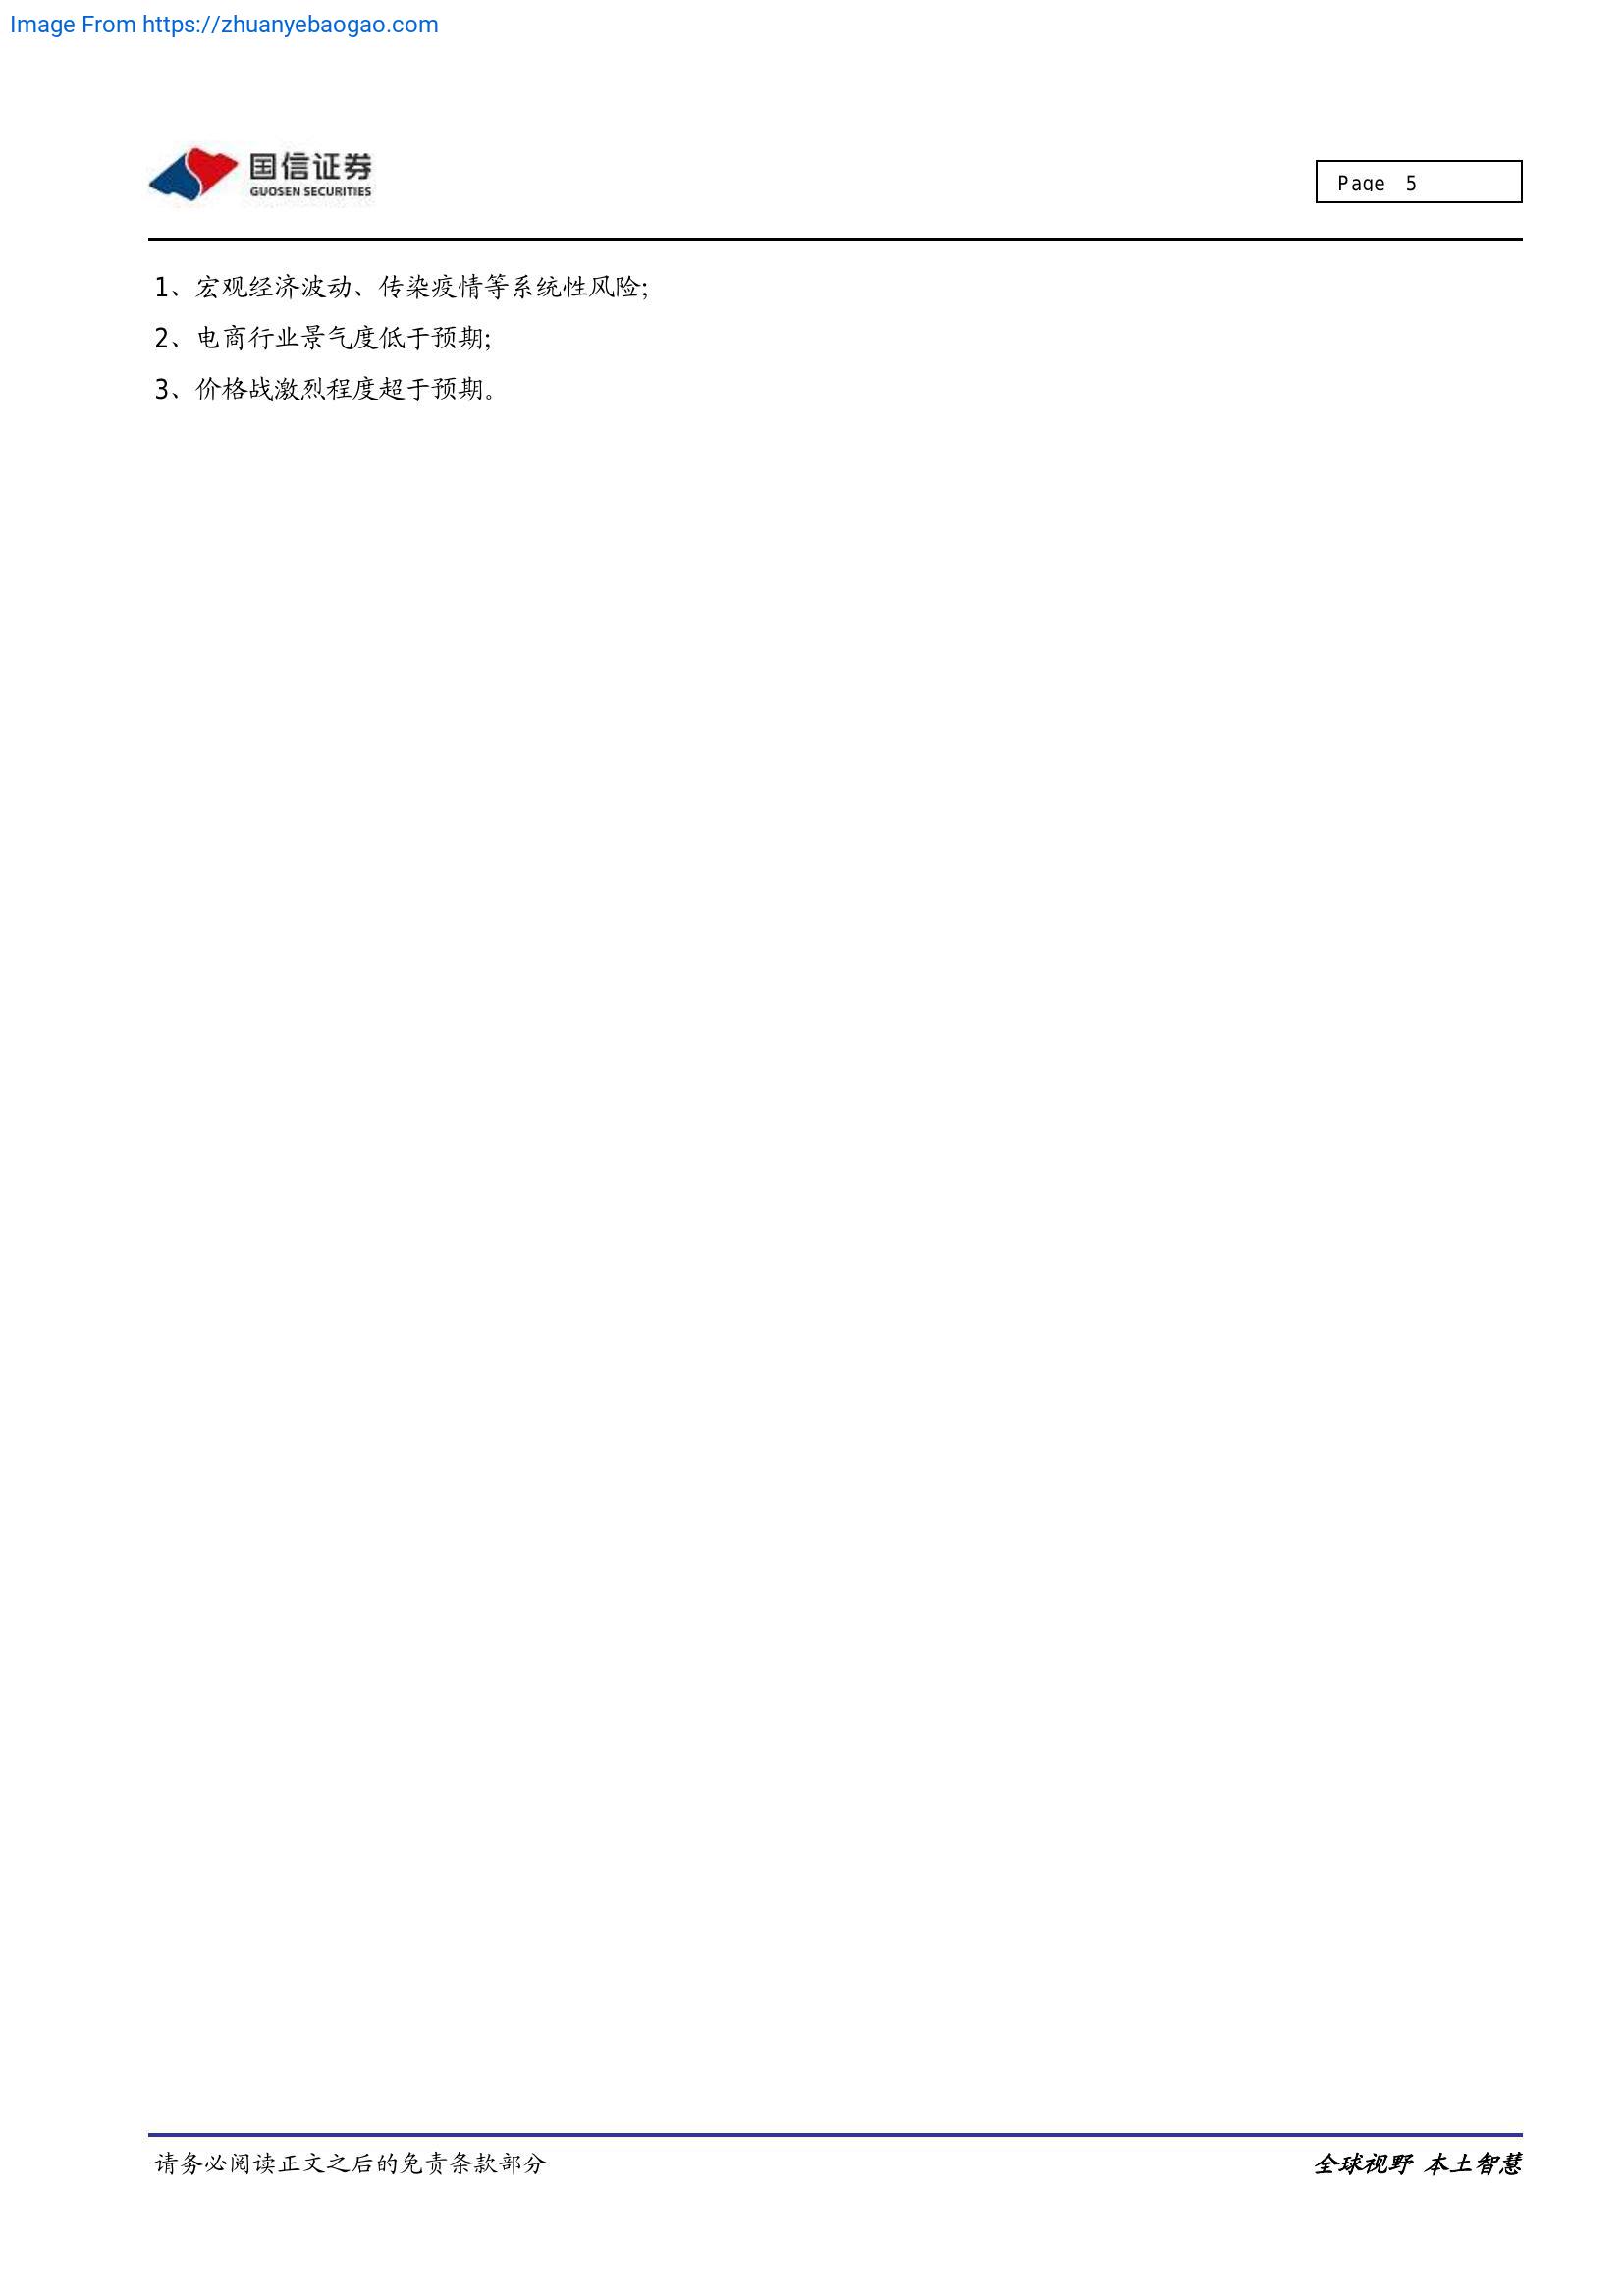 Image From https://zhuanyebaogao.com
国信证券
GUOSEN SECURITIES
Page 5
1、宏观经济波动、传染疫情等系统性风险;
2、电商行业景气度低于预期;
3、价格战激烈程度超于预期。
请务必阅读正文之后的免责条款部分
全球视野 本土智慧